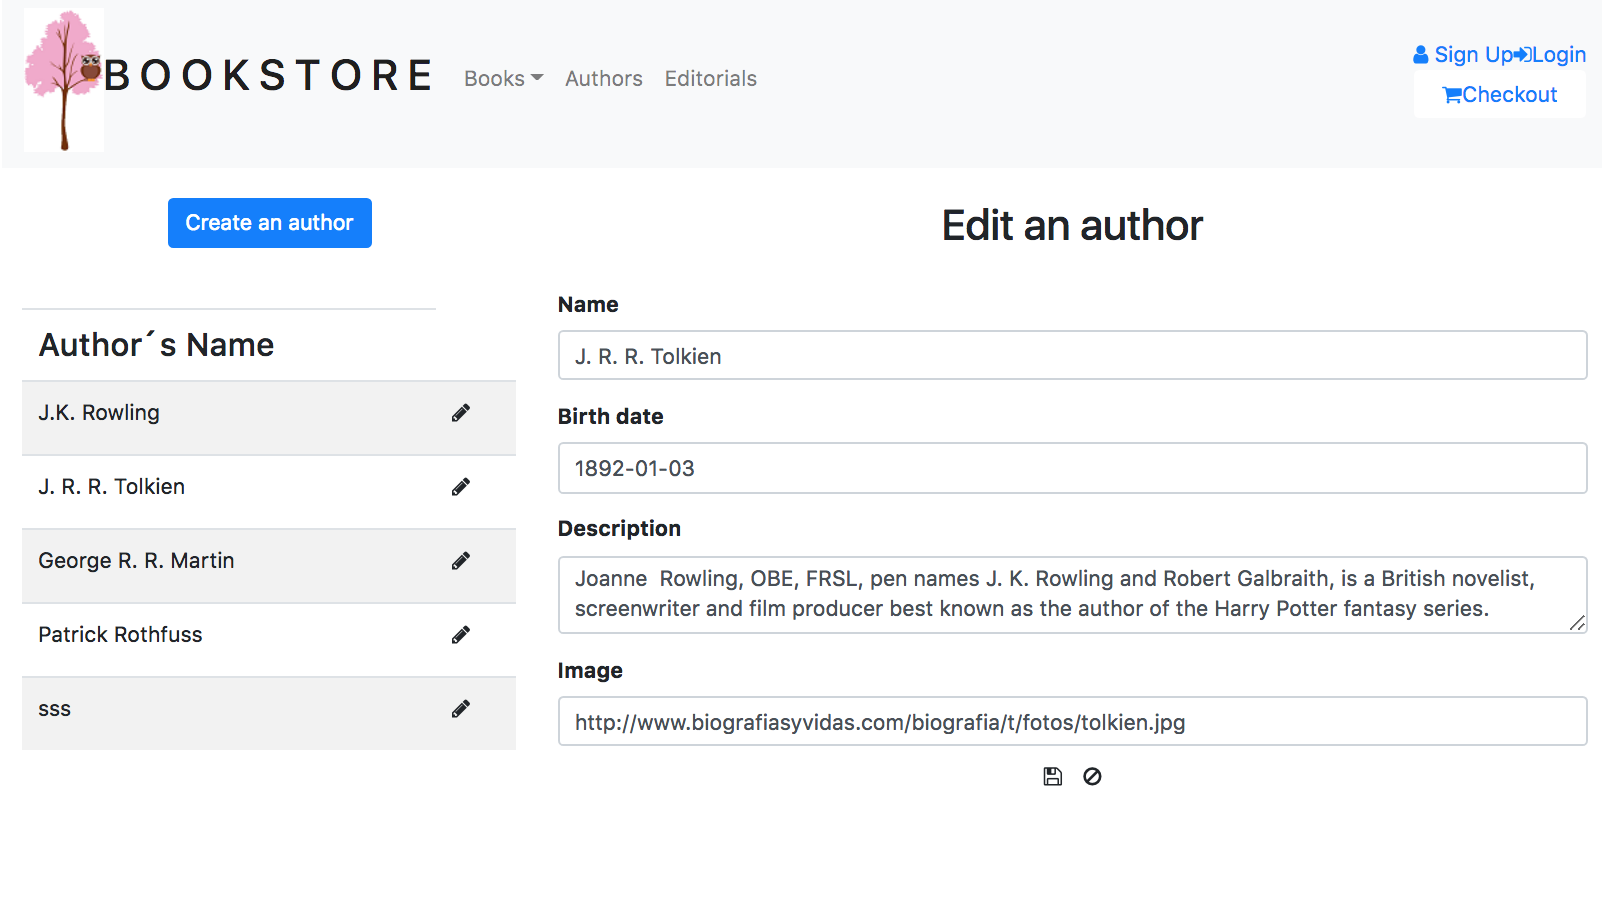 BOOKSTORE
Books Authors Editorials
Sign Up Login
Checkout
Create an author
Author´s Name
J.K. Rowling
J. R. R. Tolkien
George R. R. Martin
Patrick Rothfuss
sss
Edit an author
Name
J. R. R. Tolkien
Birth date
1892-01-03
Description
Joanne  Rowling, OBE, FRSL, pen names J. K. Rowling and Robert Galbraith, is a British novelist,
screenwriter and film producer best known as the author of the Harry Potter fantasy series.
Image
http://www.biografiasyvidas.com/biografia/t/fotos/tolkien.jpg